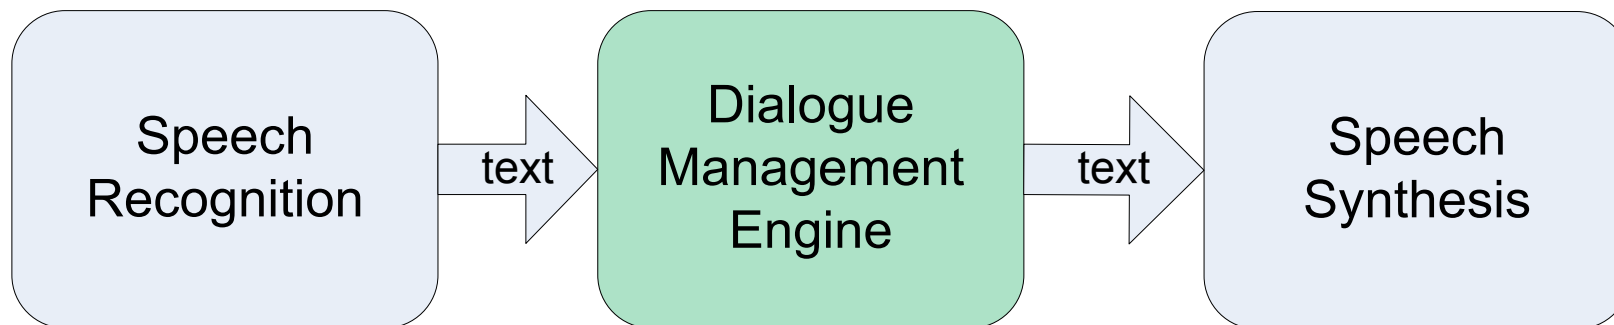 Speech
Recognition
text
Dialogue
Management
Engine
text
Speech
Synthesis